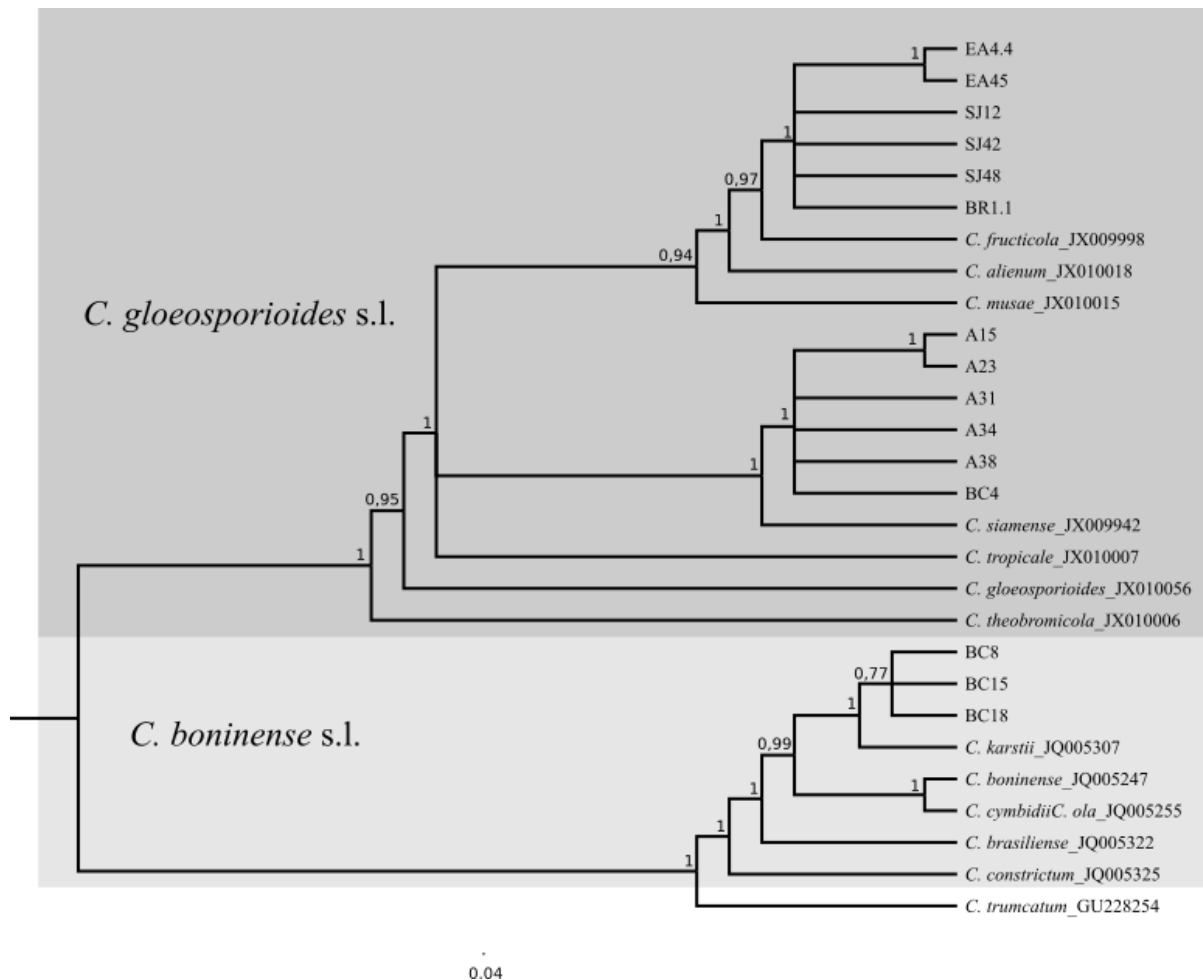 EA4.4
1
EA45
SJ12
1
SJ42
0,97
SJ48
BR1.1
1
C. fructicola_JX009998
0,94
C. alienum_JX010018
C. musae_JX010015
C. gloeosporioides s.l.
A15
1
A23
A31
1
1
A34
A38
1
BC4
0,95
C. siamense_JX009942
1
C. tropicale_JX010007
C. gloeosporioides_JX010056
C. theobromicola_JX010006
BC8
0,77
BC15
1
BC18
C. boninense s.l.
0,99
C. karstii_JQ005307
1
C. boninense_JQ005247
1
C. cymbidiiC. ola_JQ005255
1
C. brasiliense_JQ005322
1
C. constrictum_JQ005325
C. trumcatum_GU228254
0.04